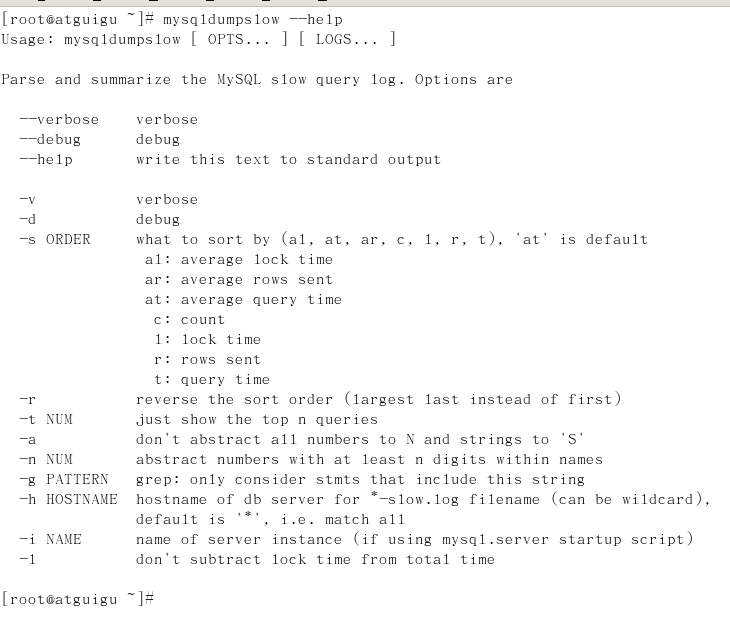 [root@atguigu ~]# mysqldumpslow --help
Usage: mysqldumpslow [ OPTS... ] [ LOGS... ]
Parse and summarize the MySQL slow query log. Options are
--verbose    verbose
--debug      debug
--help       write this text to standard output
-v           verbose
-d           debug
-s ORDER     what to sort by (al, at, ar, c, l, r, t), 'at' is default
al: average lock time
ar: average rows sent
at: average query time
c: count
l: lock time
r: rows sent
t: query time
-r           reverse the sort order (largest last instead of first)
-t NUM       just show the top n queries
-a           don't abstract all numbers to N and strings to 'S'
-n NUM       abstract numbers with at least n digits within names
-g PATTERN   grep: only consider stmts that include this string
-h HOSTNAME  hostname of db server for *-slow.log filename (can be wildcard),
default is '*', i.e. match all
-i NAME      name of server instance (if using mysql.server startup script)
-l           don't subtract lock time from total time
[root@atguigu ~]#